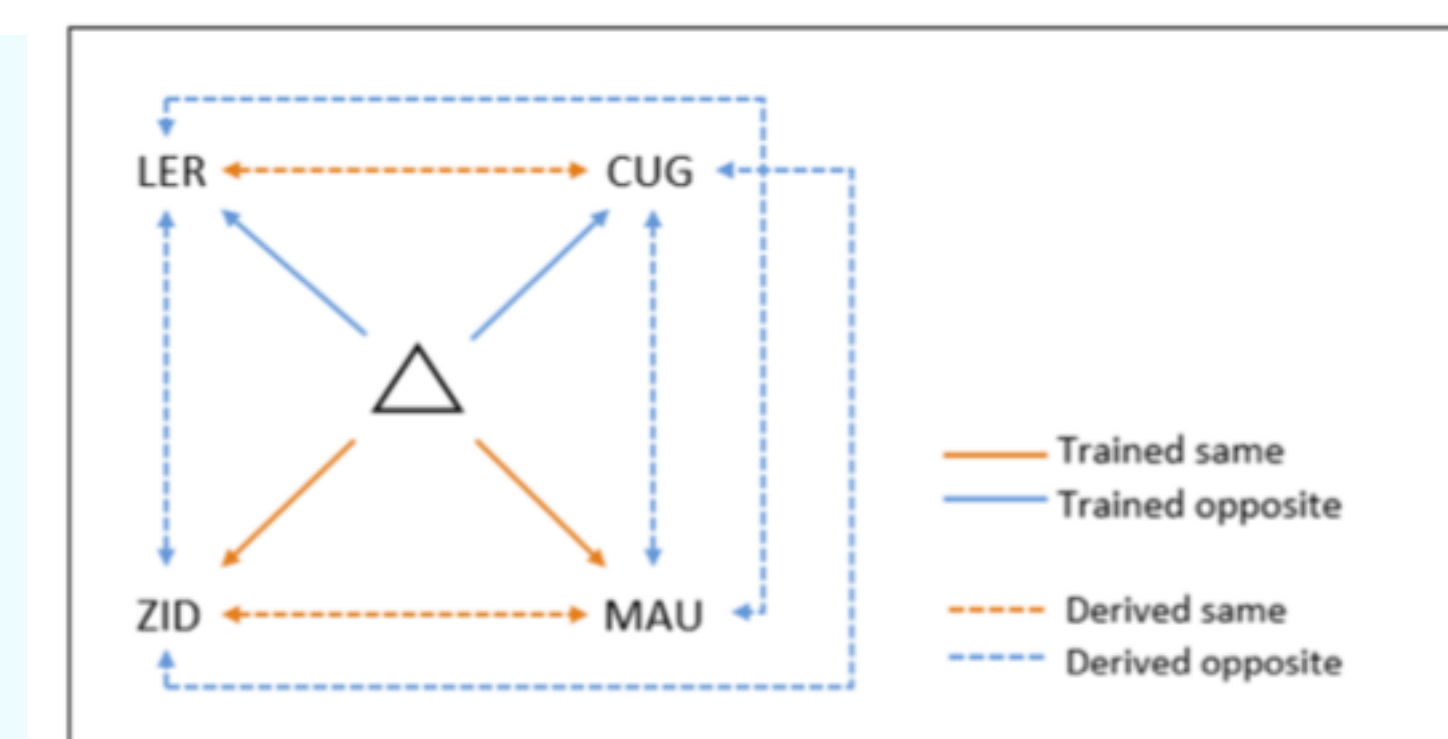 LER
CUG
ZID
MAU
Trained same
Trained opposite
Derived same
Derived opposite